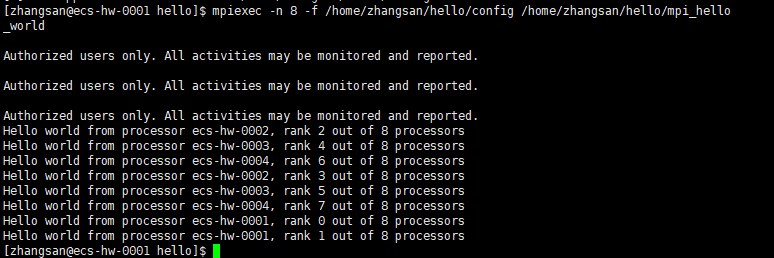 [zhangsan@ecs-hw-0001 hello]$ mpiexec -n 8 -f /home/zhangsan/hello/config /home/zhangsan/hello/mpi_hello
_world
Authorized users only. All activities may be monitored and reported.
Authorized users only. All activities may be monitored and reported.
Authorized users only. All activities may be monitored and reported.
Hello world from processor ecs-hw-0002, rank 2 out of 8 processors
Hello world from processor ecs-hw-0003, rank 4 out of 8 processors
Hello world from processor ecs-hw-0004, rank 6 out of 8 processors
Hello world from processor ecs-hw-0002, rank 3 out of 8 processors
Hello world from processor ecs-hw-0003, rank 5 out of 8 processors
Hello world from processor ecs-hw-0004, rank 7 out of 8 processors
Hello world from processor ecs-hw-0001, rank 0 out of 8 processors
Hello world from processor ecs-hw-0001, rank 1 out of 8 processors
[zhangsan@ecs-hw-0001 hello]$